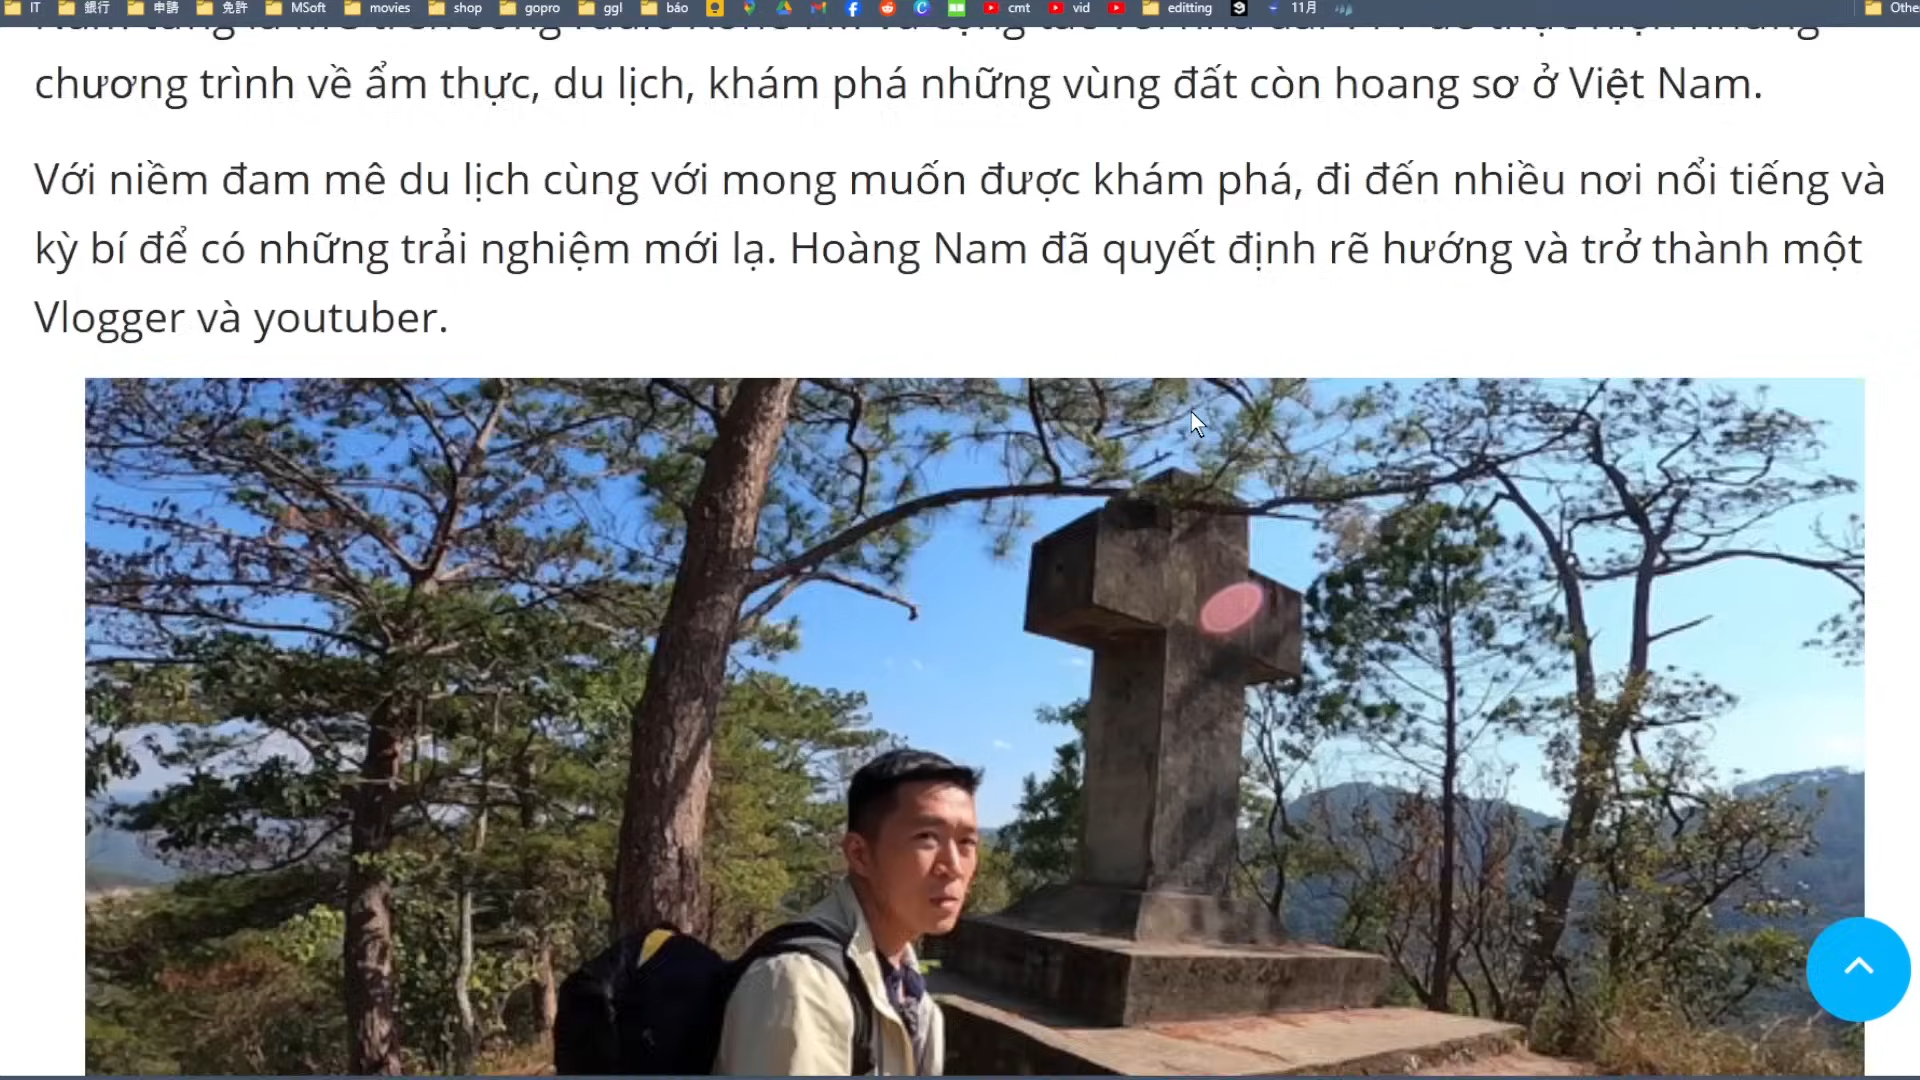 IT 銀行 申請 免許 MSoft movies shop gopro ggl báo cmt vid editting 11月
chương trình về ẩm thực, du lịch, khám phá những vùng đất còn hoang sơ ở Việt Nam.
Với niềm đam mê du lịch cùng với mong muốn được khám phá, đi đến nhiều nơi nổi tiếng và
kỳ bí để có những trải nghiệm mới lạ. Hoàng Nam đã quyết định rẽ hướng và trở thành một
Vlogger và youtuber.